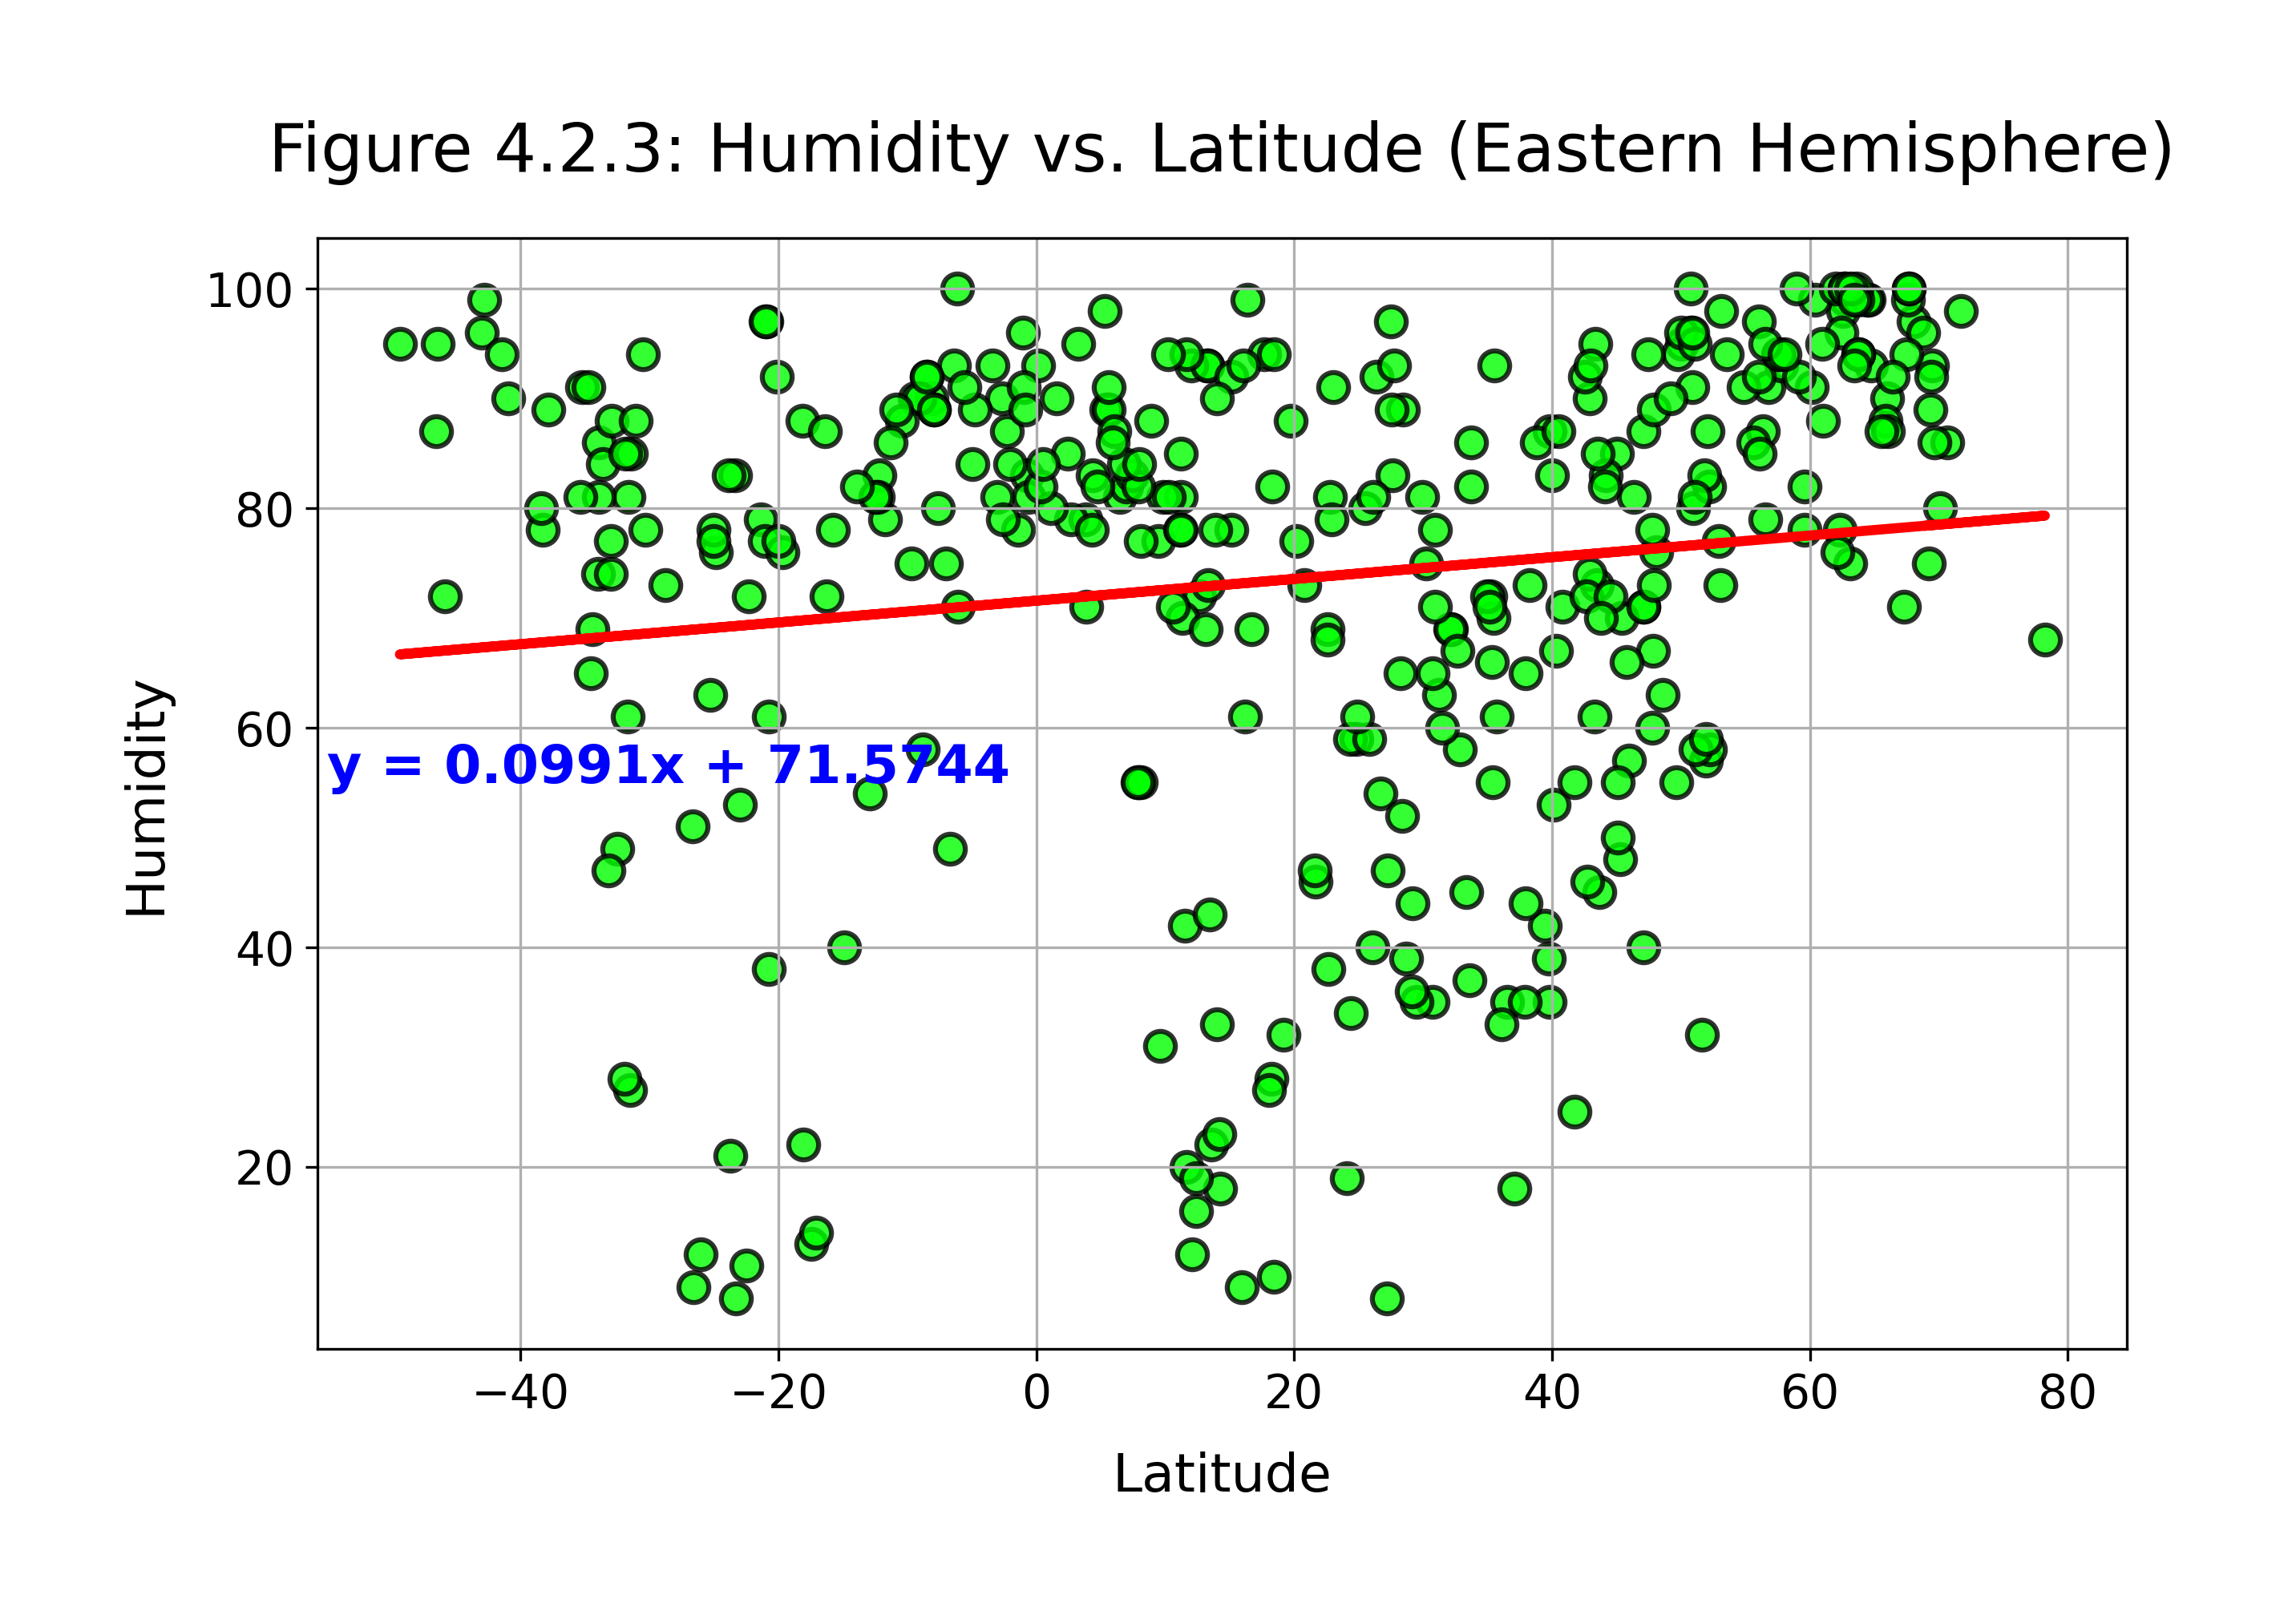 Figure 4.2.3: Humidity vs. Latitude (Eastern Hemisphere)
100
80
60
40
20
Humidity
y = 0.0991x + 71.5744
−40 −20 0 20 40 60 80
Latitude